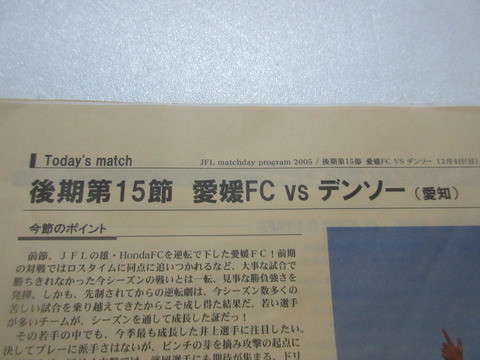 Today's match
JFL matchday program 2005 / 後期第15節 愛媛FC VS デンソー 12月4日(日)
後期第15節 愛媛FC vs デンソー（愛知）
今節のポイント
前節、ＪＦＬの雄・HondaFCを逆転で下した愛媛ＦＣ！前期
の対戦ではロスタイムに同点に追いつかれるなど、大事な試合で
勝ちきれなかった今シーズンの戦いとは一転、見事な勝負強さを
発揮。しかも、先制されてからの逆転劇は、今シーズン数多くの
苦しい試合を乗り越えてきたからこそ成し得た結果だ。若い選手
が多いチームが、シーズンを通して成長した証だ！
その若手の中でも、今季最も成長した井上選手に注目したい。
決してプレーに派手さはないが、ピンチの芽を摘み攻撃の起点に